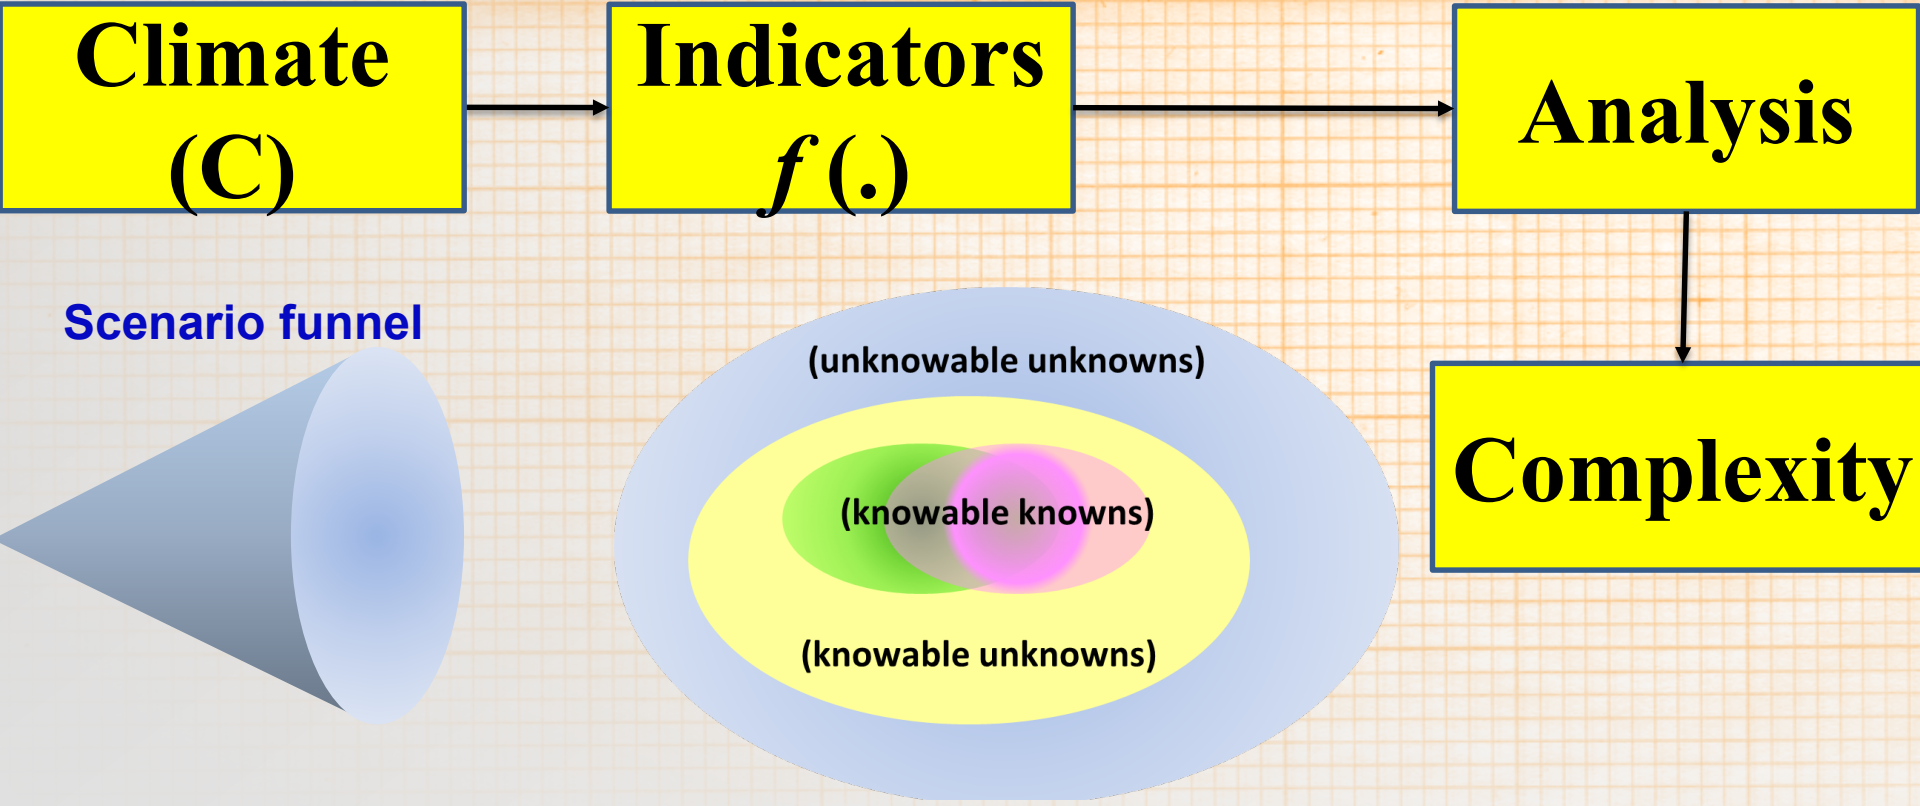 Climate
(C)
Indicators
f (.)
Analysis
Scenario funnel
(unknowable unknowns)
(knowable knowns)
Complexity
(knowable unknowns)